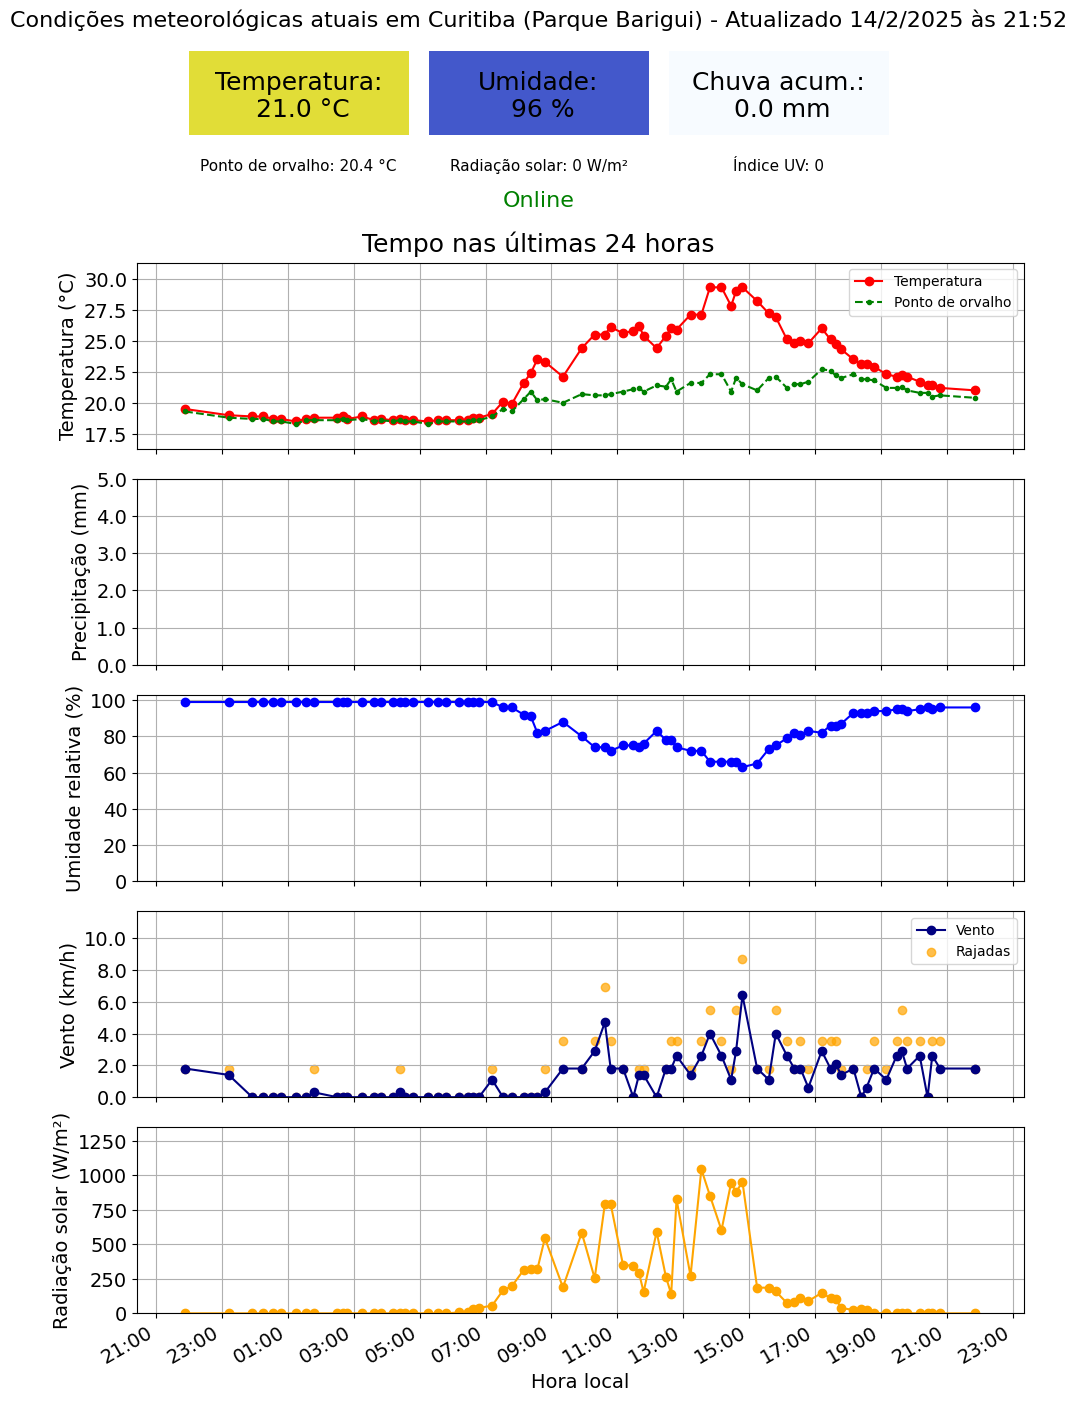 Condições meteorológicas atuais em Curitiba (Parque Barigui) - Atualizado 14/2/2025 às 21:52
Temperatura:
21.0 °C
Umidade:
96 %
Chuva acum.:
0.0 mm
Ponto de orvalho: 20.4 °C
Radiação solar: 0 W/m²
Índice UV: 0
Online
Tempo nas últimas 24 horas
Temperatura (°C)
30.0
27.5
25.0
22.5
20.0
17.5
Temperatura
Ponto de orvalho
Precipitação (mm)
5.0
4.0
3.0
2.0
1.0
0.0
Umidade relativa (%)
100
80
60
40
20
0
Vento (km/h)
10.0
8.0
6.0
4.0
2.0
0.0
Vento
Rajadas
Radiação solar (W/m²)
1250
1000
750
500
250
0
21:00
23:00
01:00
03:00
05:00
07:00
09:00
11:00
13:00
15:00
17:00
19:00
21:00
23:00
Hora local